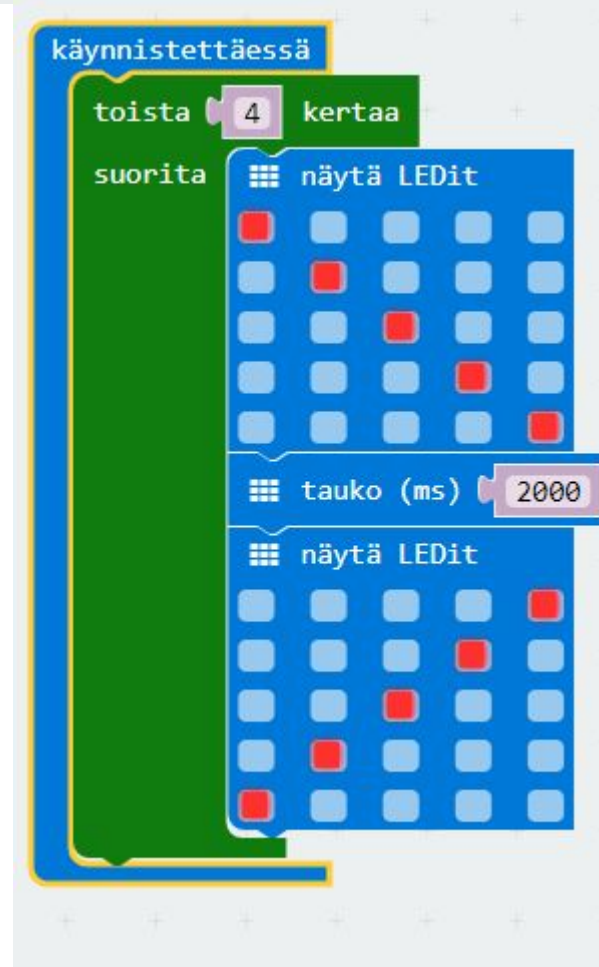 käynnistettäessä
toista 4 kertaa
suorita
näytä LEDit
tauko (ms) 2000
näytä LEDit